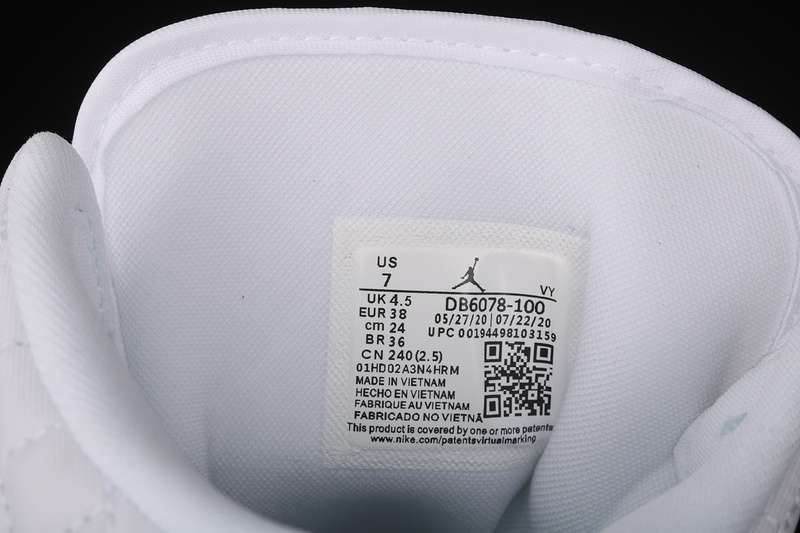 US
7
VY
UK 4.5
EUR 38
cm 24
BR 36
CN 240 (2.5)
DB6078-100
05/27/20 | 07/22/20
UPC 00194498103159
01HD02A3N4HRM
MADE IN VIETNAM
HECHO EN VIETNAM
FABRIQUE AU VIETNAM
FABRICADO NO VIETNÃ
This product is covered by one or more patents
www.nike.com/patentsvirtualmarking